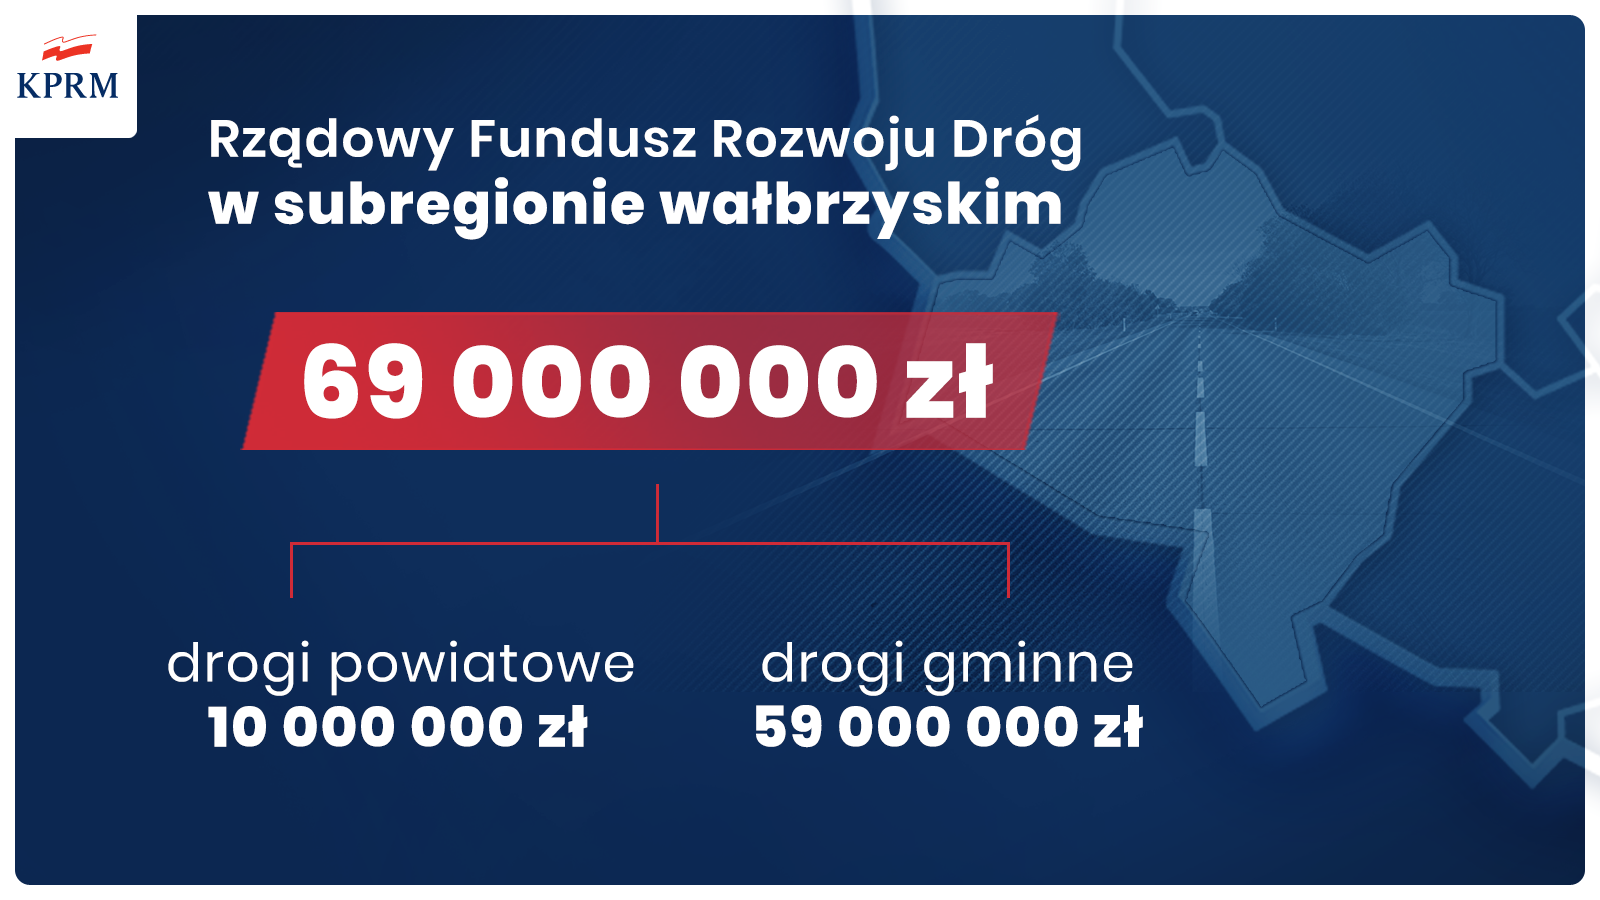 KPRM
Rządowy Fundusz Rozwoju Dróg
w subregionie wałbrzyskim
69 000 000 zł
drogi powiatowe
10 000 000 zł
drogi gminne
59 000 000 zł